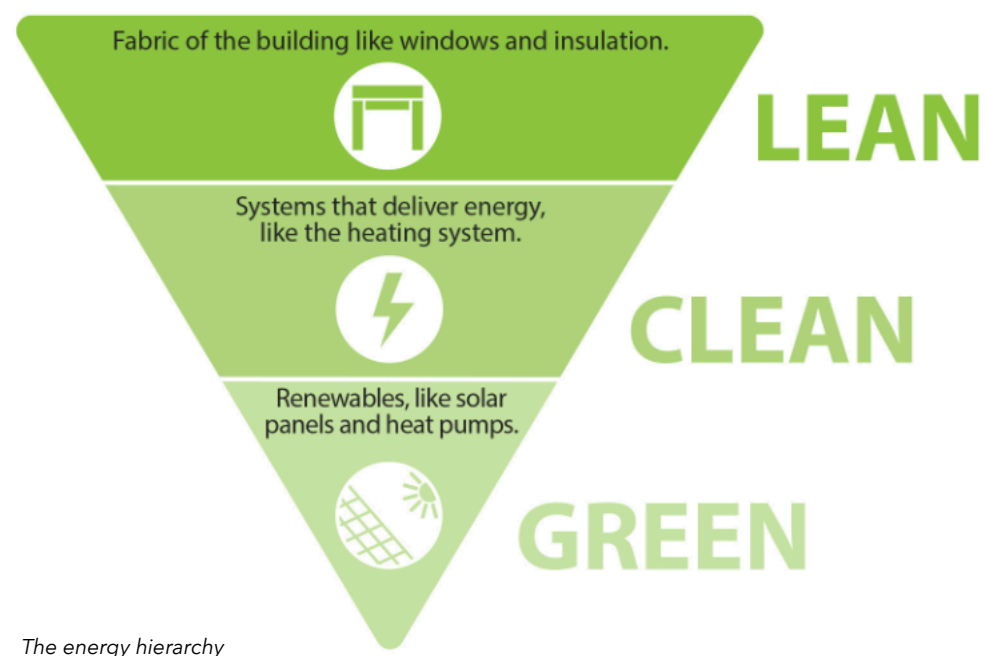 Fabric of the building like windows and insulation.
LEAN
Systems that deliver energy,
like the heating system.
CLEAN
Renewables, like solar
panels and heat pumps.
GREEN
The energy hierarchy